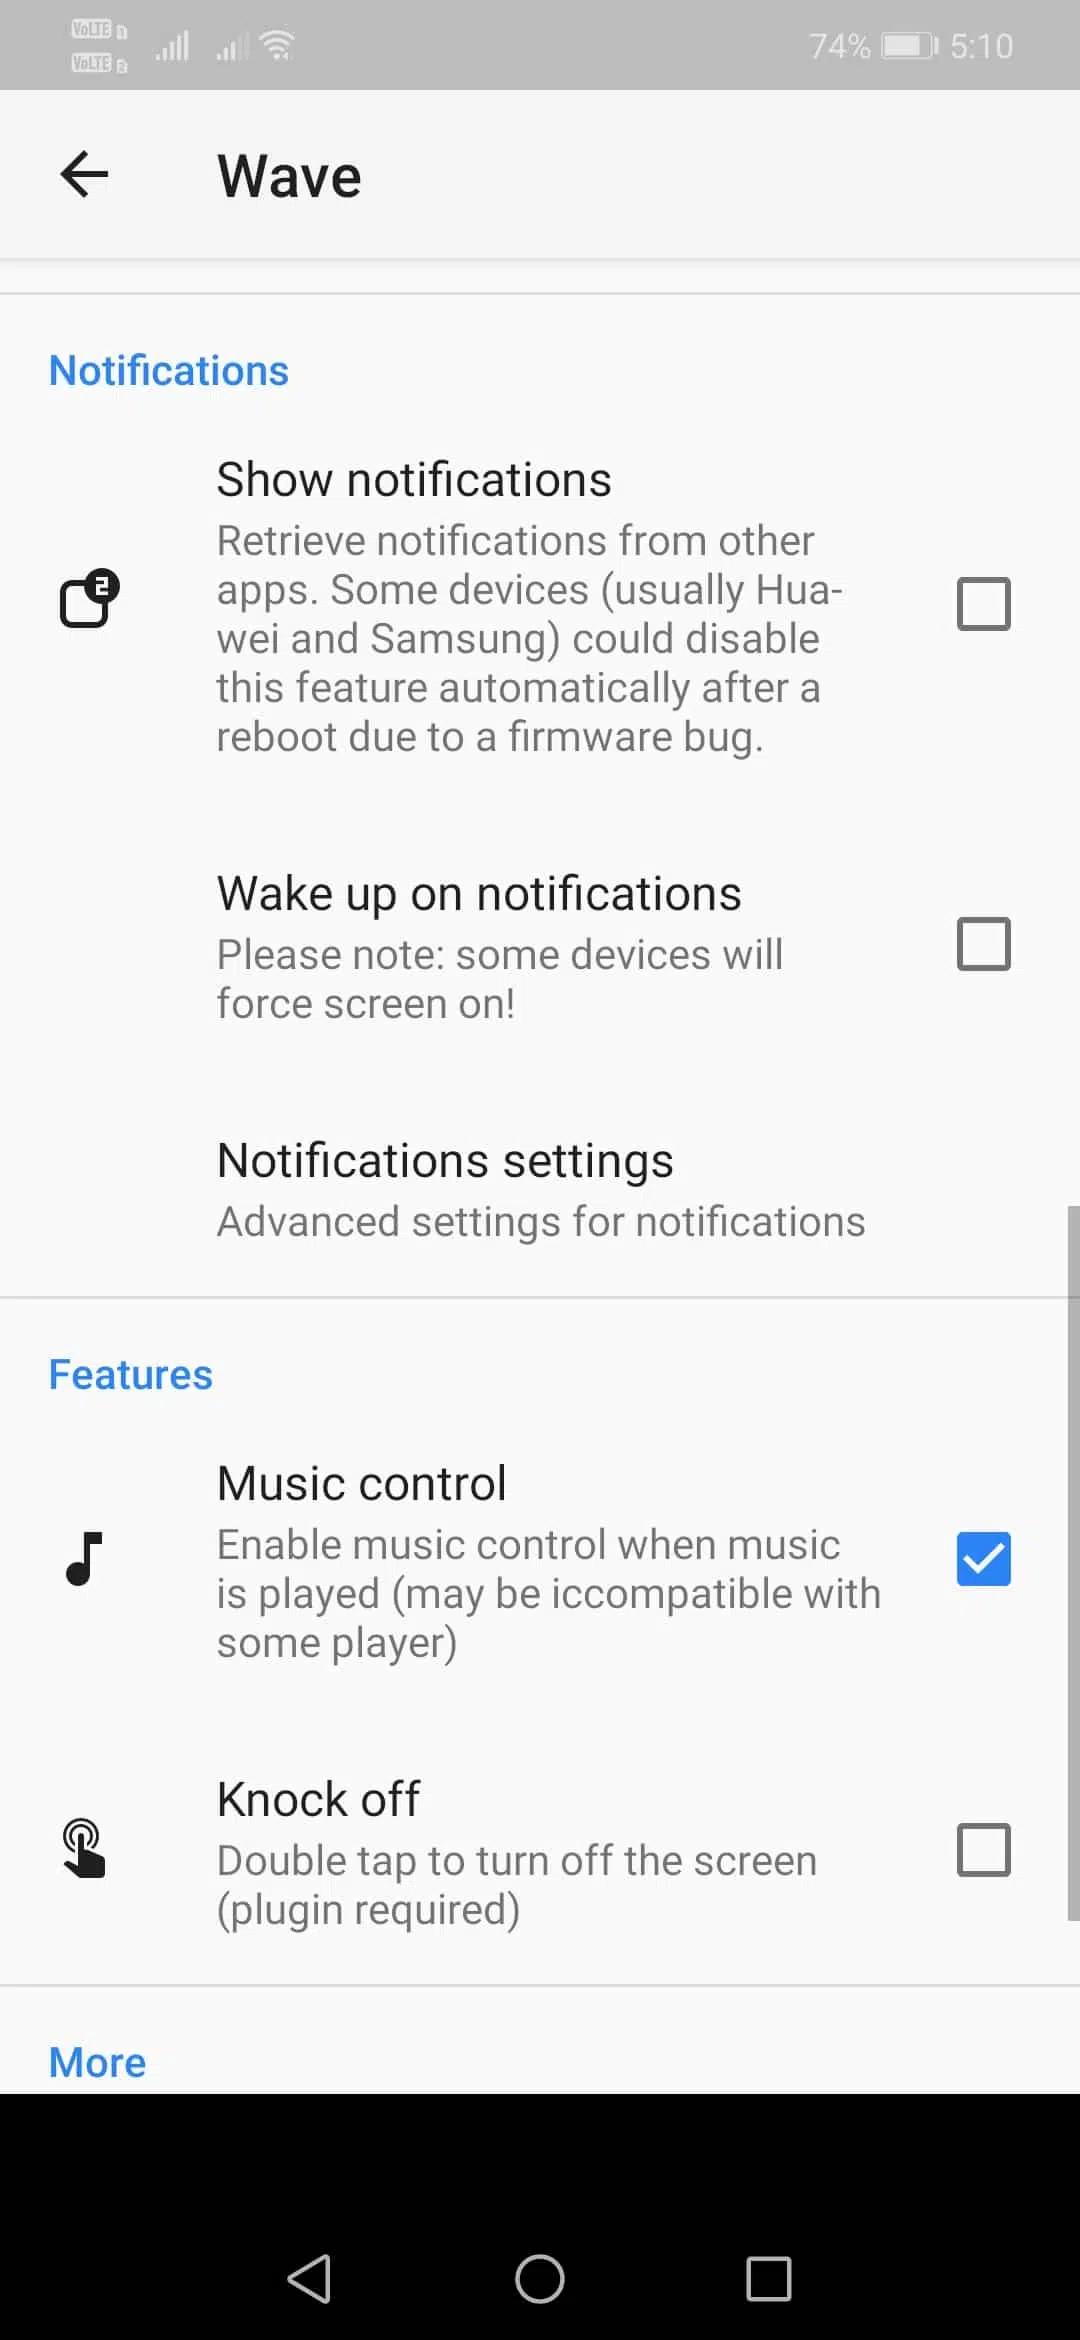 VoLTE 1
VoLTE 2
74% 5:10
Wave
Notifications
Show notifications
Retrieve notifications from other
apps. Some devices (usually Hua-
wei and Samsung) could disable
this feature automatically after a
reboot due to a firmware bug.
2
Wake up on notifications
Please note: some devices will
force screen on!
Notifications settings
Advanced settings for notifications
Features
Music control
Enable music control when music
is played (may be iccompatible with
some player)
Knock off
Double tap to turn off the screen
(plugin required)
More